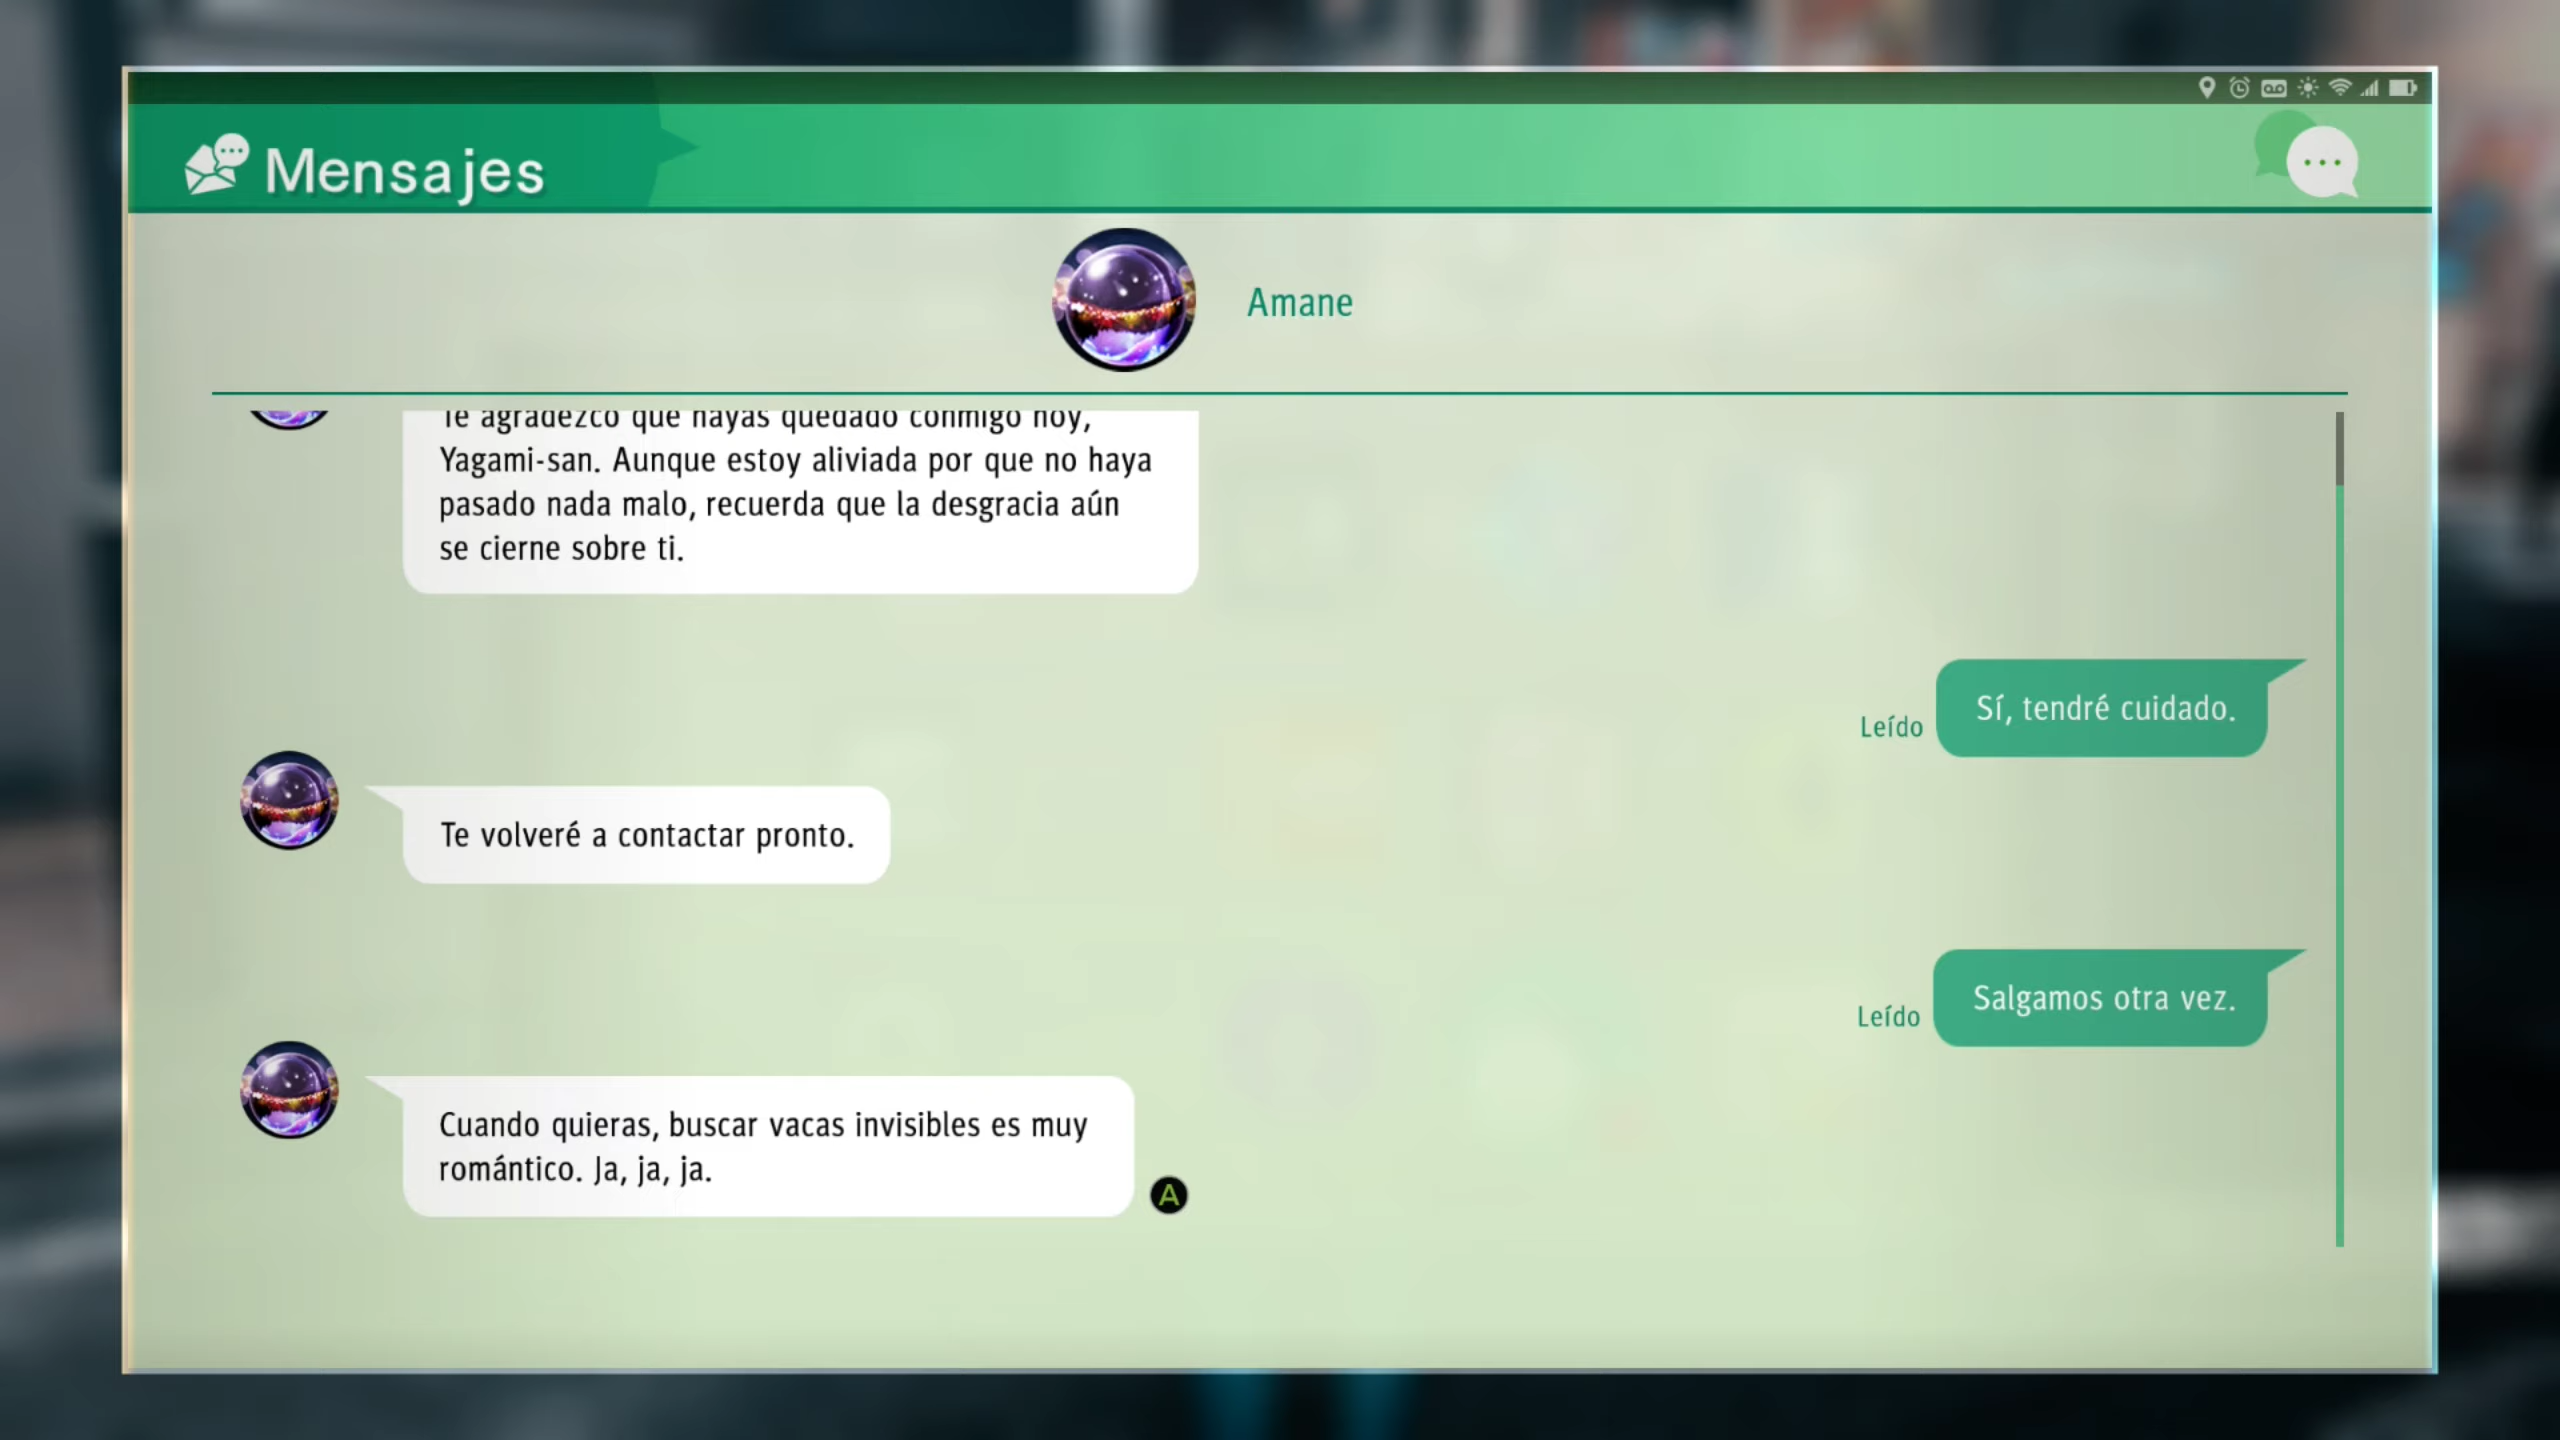 Mensajes
Amane
Te agradezco que hayas quedado conmigo hoy,
Yagami-san. Aunque estoy aliviada por que no haya
pasado nada malo, recuerda que la desgracia aún
se cierne sobre ti.
Sí, tendré cuidado.
Leído
Te volveré a contactar pronto.
Salgamos otra vez.
Leído
Cuando quieras, buscar vacas invisibles es muy
romántico. Ja, ja, ja.
A